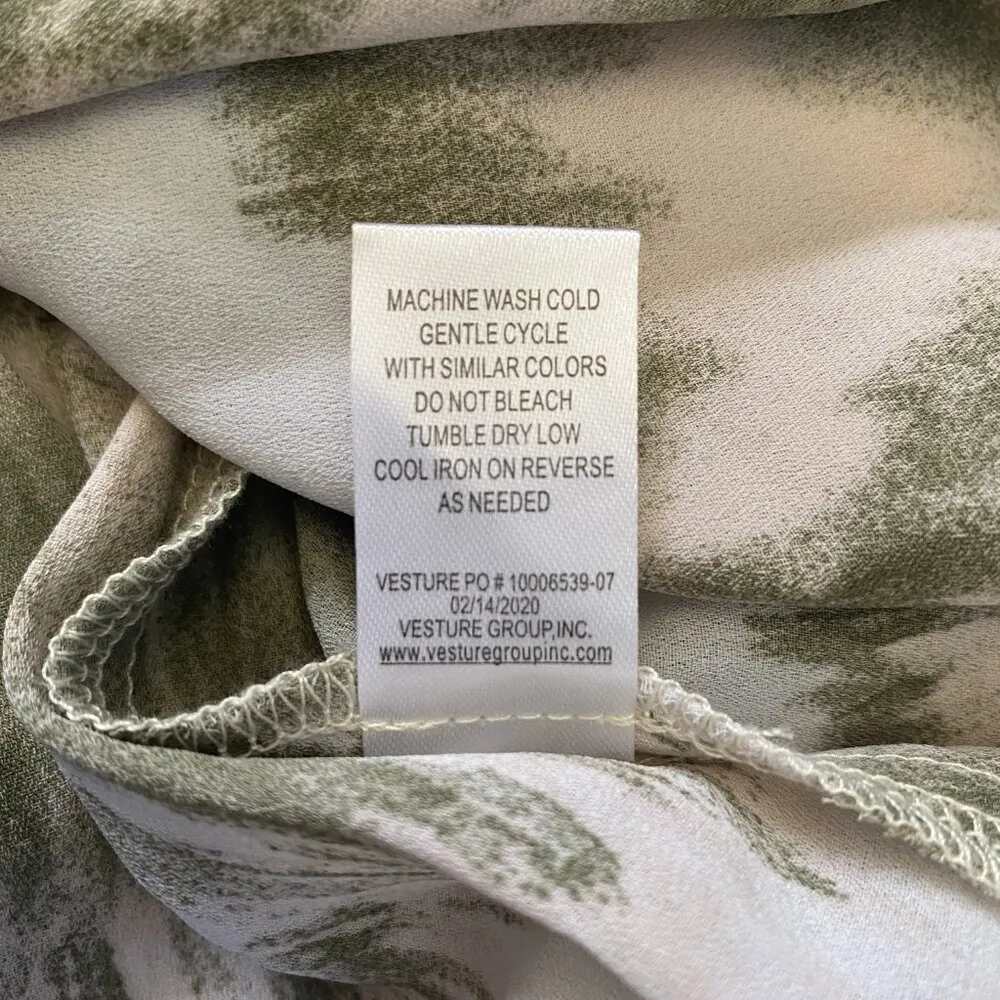 MACHINE WASH COLD
GENTLE CYCLE
WITH SIMILAR COLORS
DO NOT BLEACH
TUMBLE DRY LOW
COOL IRON ON REVERSE
AS NEEDED
VESTURE PO # 10006539-07
02/14/2020
VESTURE GROUP,INC.
www.vesturegroupinc.com